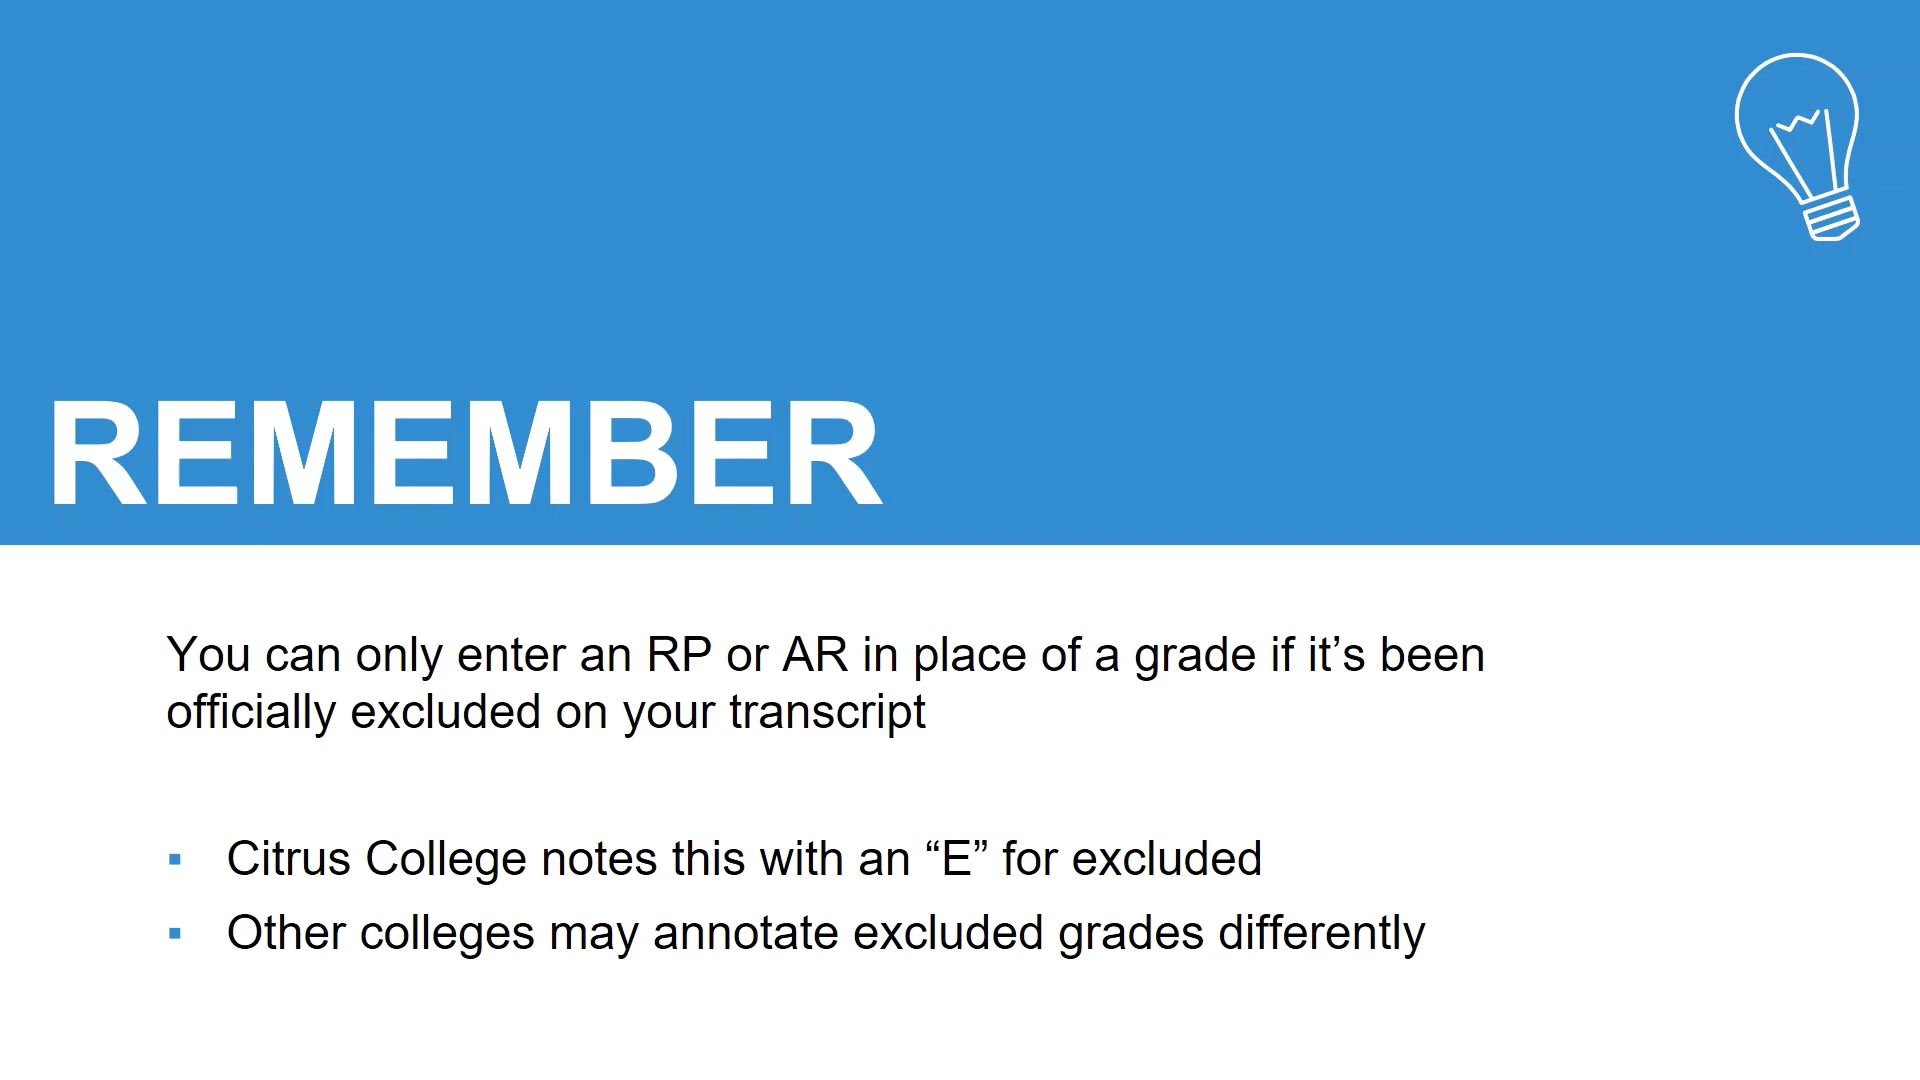 REMEMBER
You can only enter an RP or AR in place of a grade if it’s been
officially excluded on your transcript
▪ Citrus College notes this with an “E” for excluded
▪ Other colleges may annotate excluded grades differently